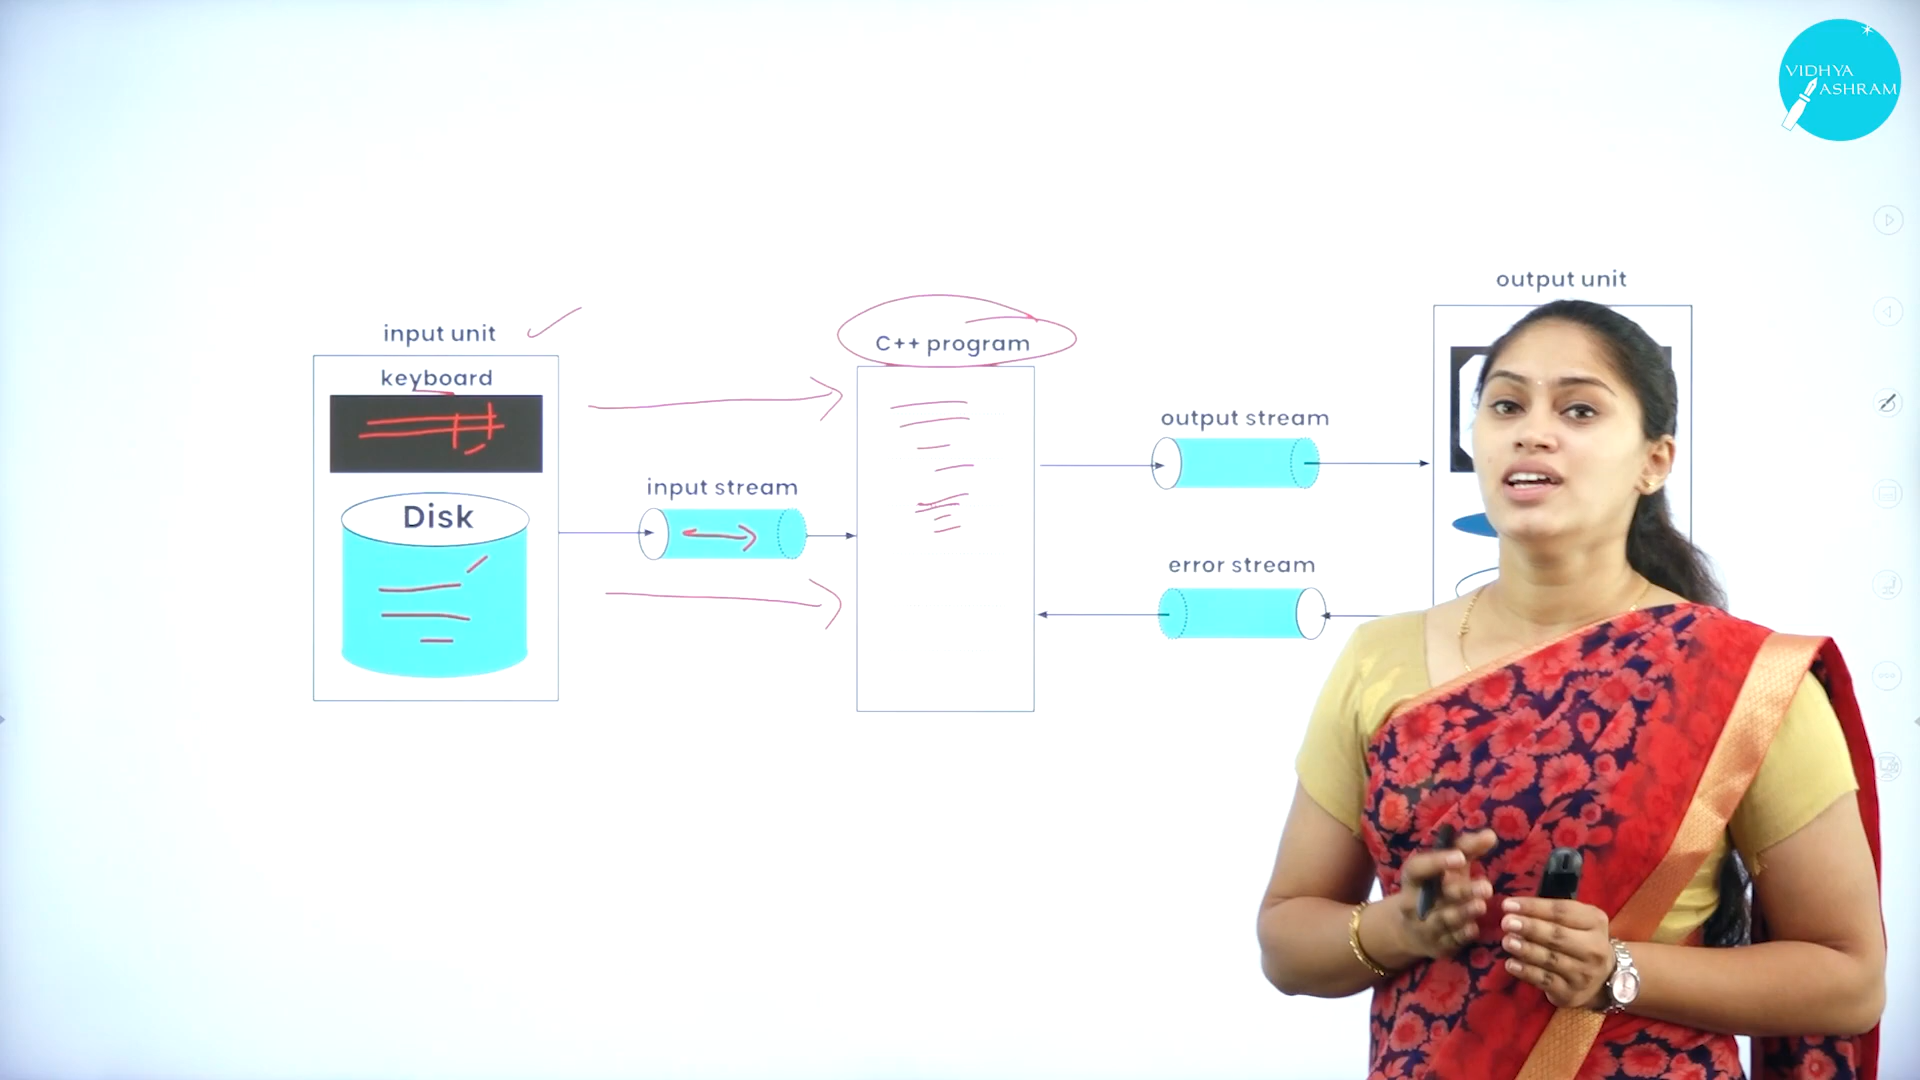 VIDHYA
ASHRAM
output unit
input unit
C++ program
keyboard
output stream
input stream
Disk
error stream